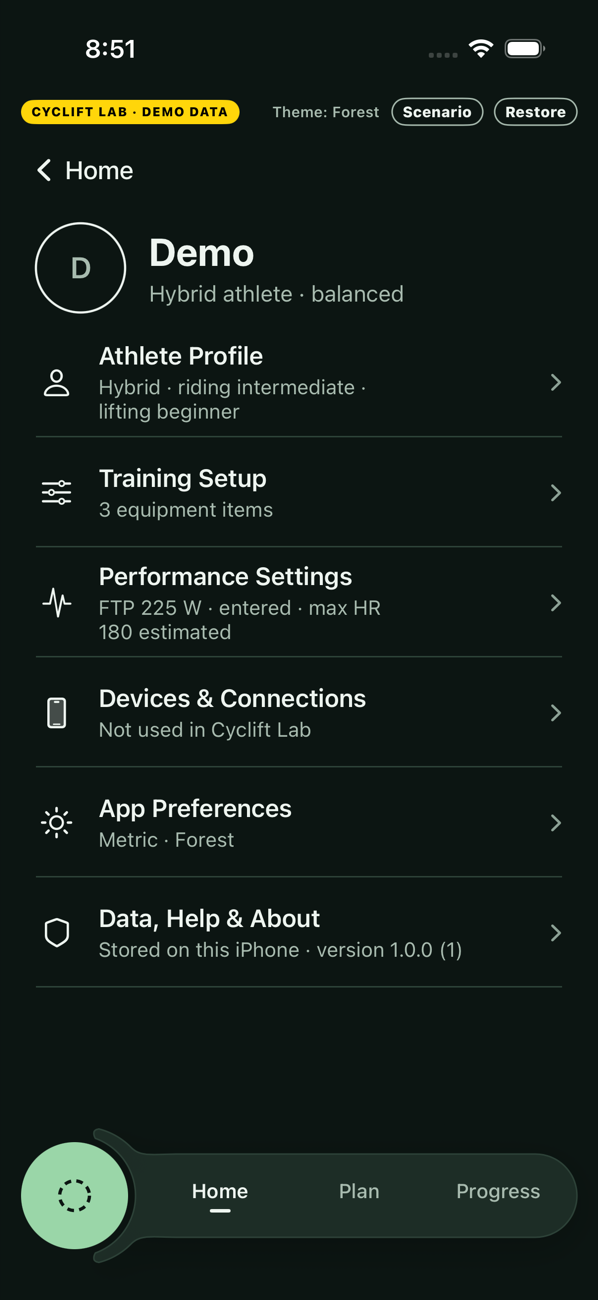 8:51
CYCLIFT LAB · DEMO DATA
Theme: Forest
Scenario
Restore
Home
D
Demo
Hybrid athlete · balanced
Athlete Profile
Hybrid · riding intermediate ·
lifting beginner
Training Setup
3 equipment items
Performance Settings
FTP 225 W · entered · max HR
180 estimated
Devices & Connections
Not used in Cyclift Lab
App Preferences
Metric · Forest
Data, Help & About
Stored on this iPhone · version 1.0.0 (1)
Home
Plan
Progress